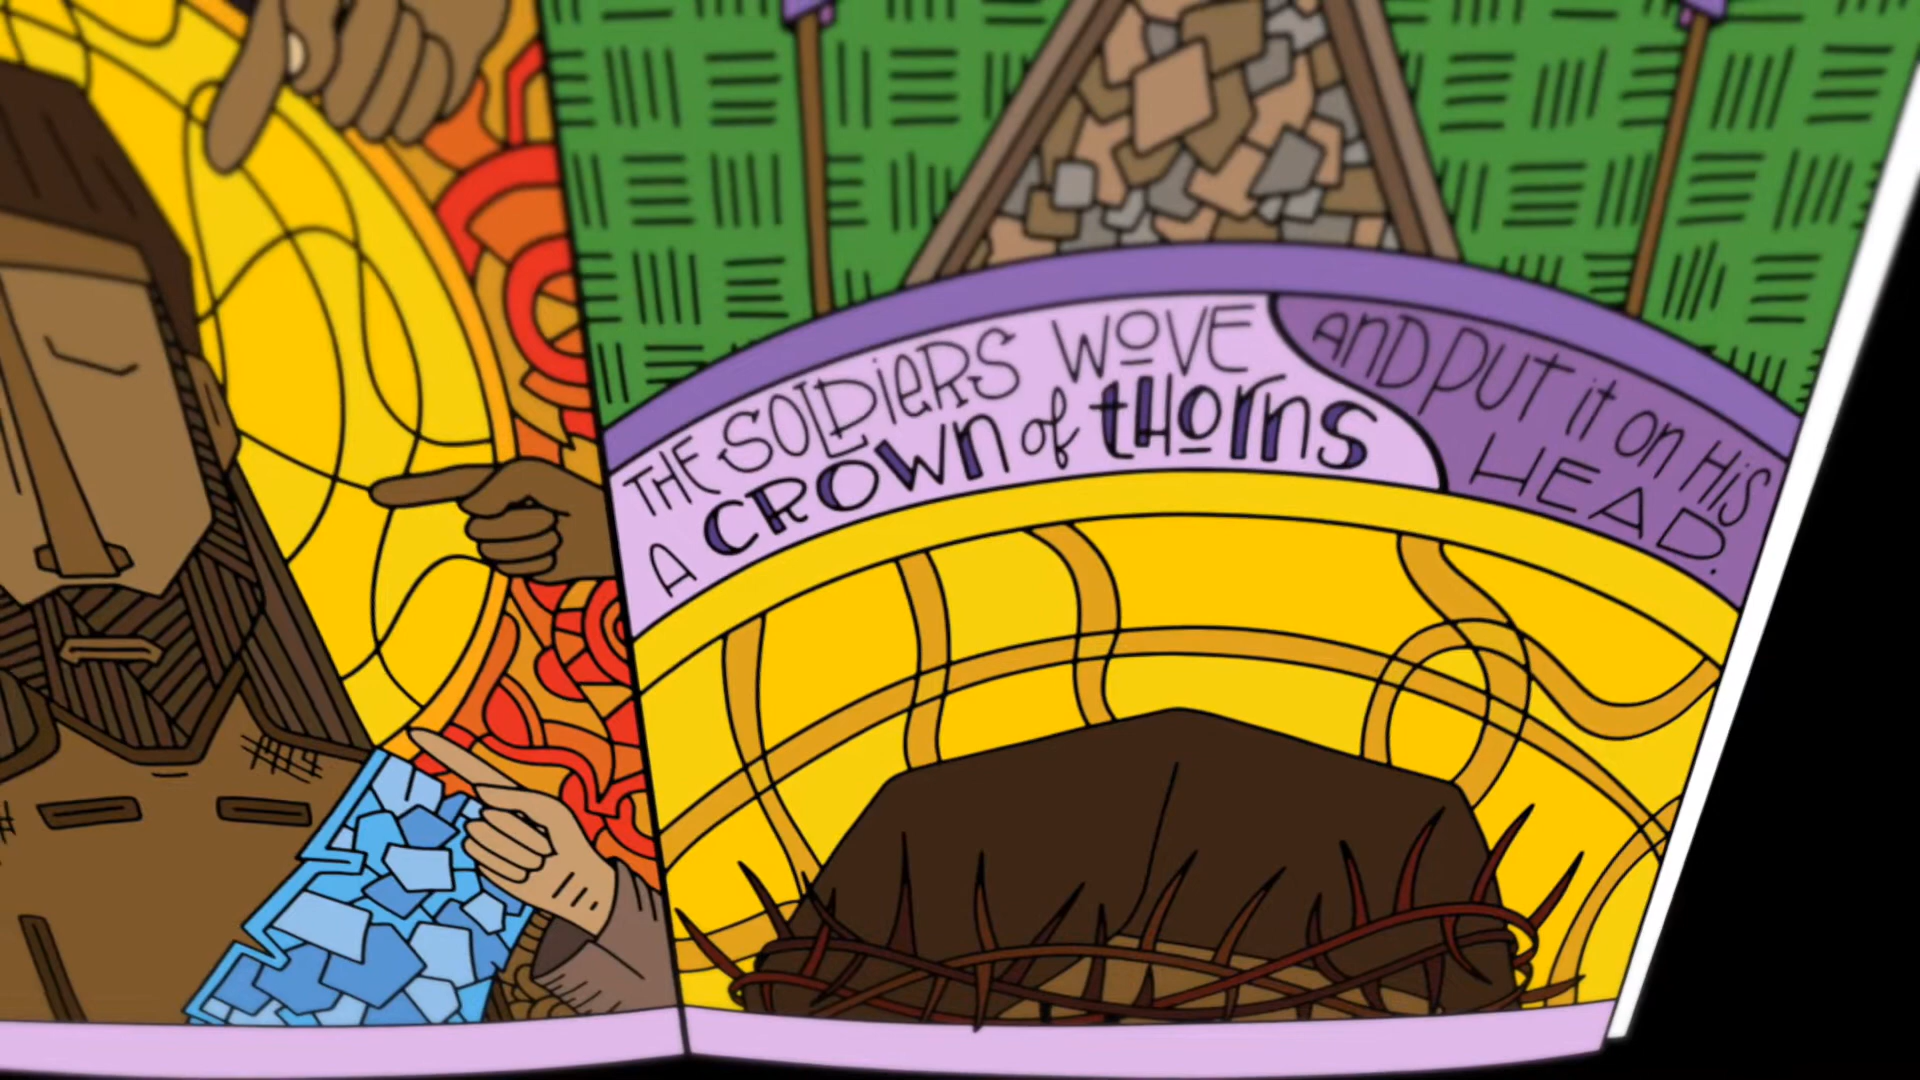 THE SOLDiERS WOVE
A CROWN of tHOrnS
AnD PUT it on HiS
HEAD.